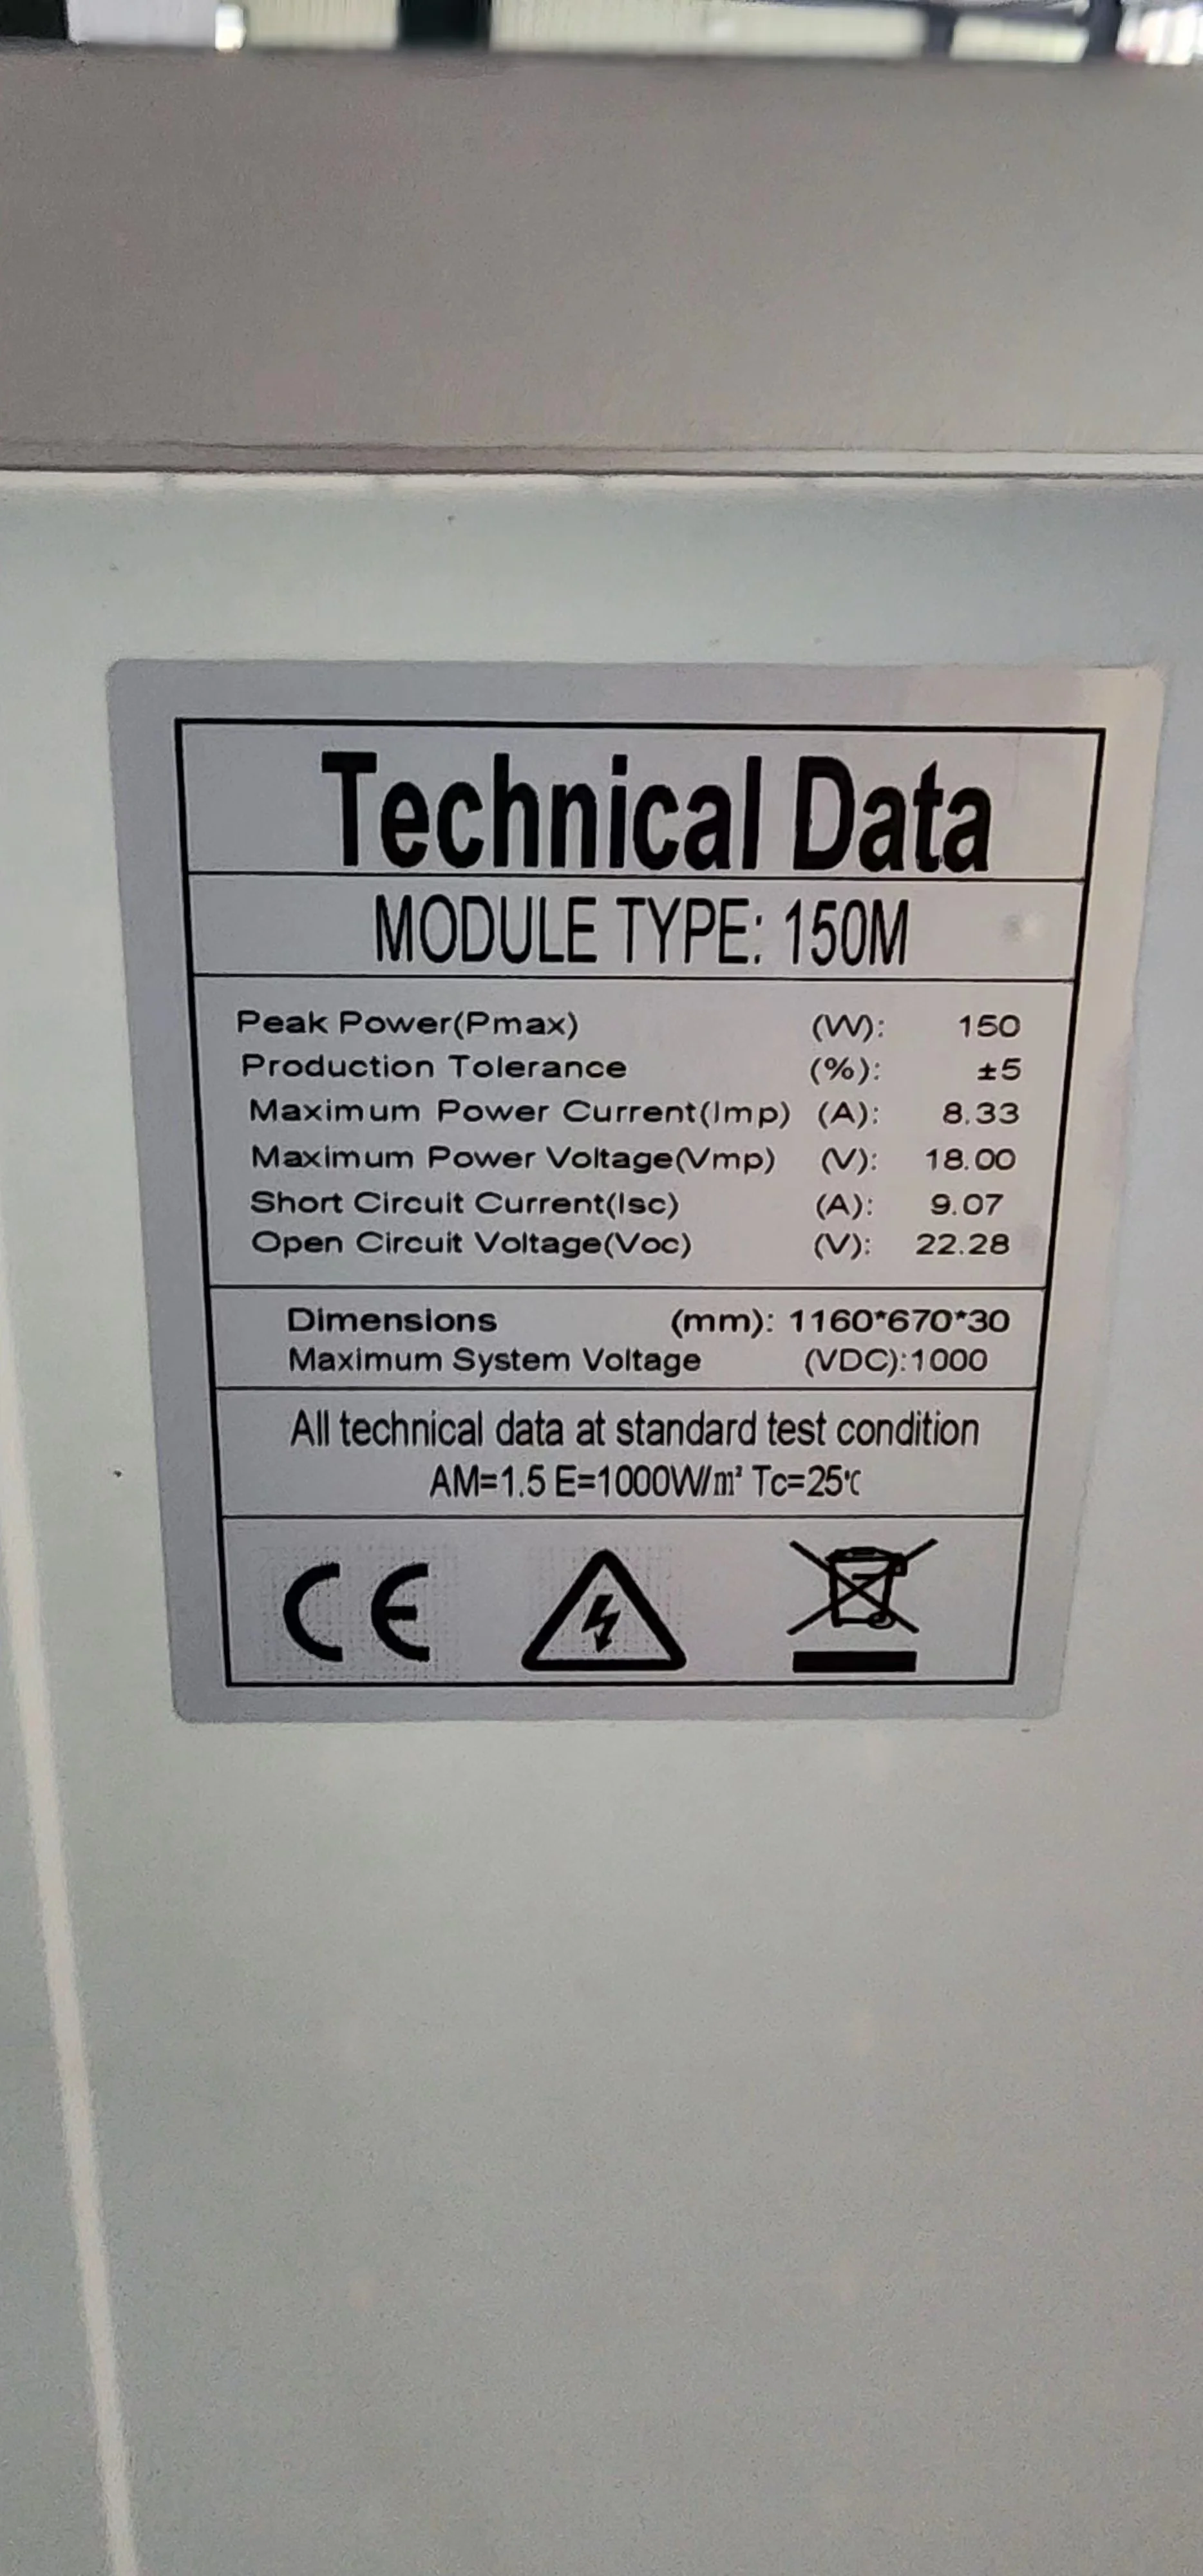 Technical Data
MODULE TYPE: 150M
Peak Power(Pmax) (W): 150
Production Tolerance (%): ±5
Maximum Power Current(Imp) (A): 8.33
Maximum Power Voltage(Vmp) (V): 18.00
Short Circuit Current(Isc) (A): 9.07
Open Circuit Voltage(Voc) (V): 22.28
Dimensions (mm): 1160*670*30
Maximum System Voltage (VDC):1000
All technical data at standard test condition
AM=1.5 E=1000W/m² Tc=25℃
CE